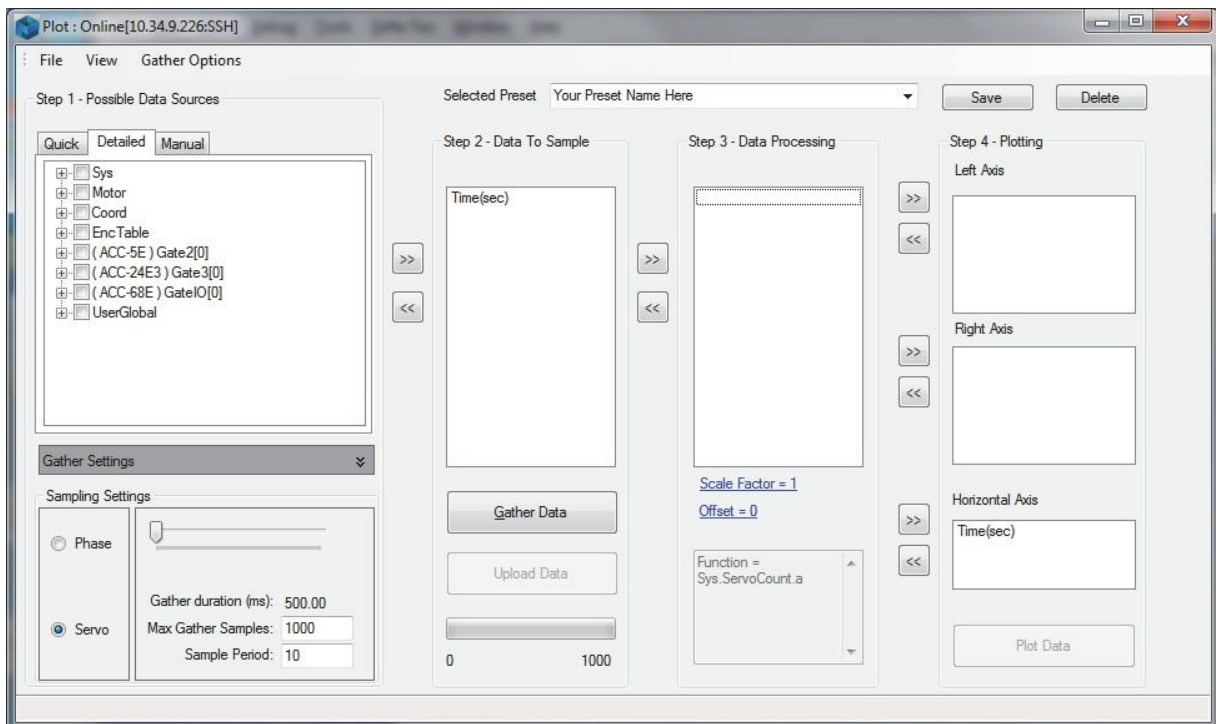 Plot : Online[10.34.9.226:SSH]
File View Gather Options
Step 1 - Possible Data Sources
Quick Detailed Manual
Sys
Motor
Coord
EncTable
( ACC-5E ) Gate2[0]
( ACC-24E3 ) Gate3[0]
( ACC-68E ) GateIO[0]
UserGlobal
Gather Settings
Sampling Settings
Phase
Servo
Gather duration (ms): 500.00
Max Gather Samples: 1000
Sample Period: 10
>>
<<
Selected Preset Your Preset Name Here
Save Delete
Step 2 - Data To Sample
Time(sec)
Gather Data
Upload Data
0 1000
>>
<<
Step 3 - Data Processing
Scale Factor = 1
Offset = 0
Function =
Sys.ServoCount.a
Step 4 - Plotting
Left Axis
>>
<<
Right Axis
>>
<<
Horizontal Axis
>>
<<
Time(sec)
Plot Data